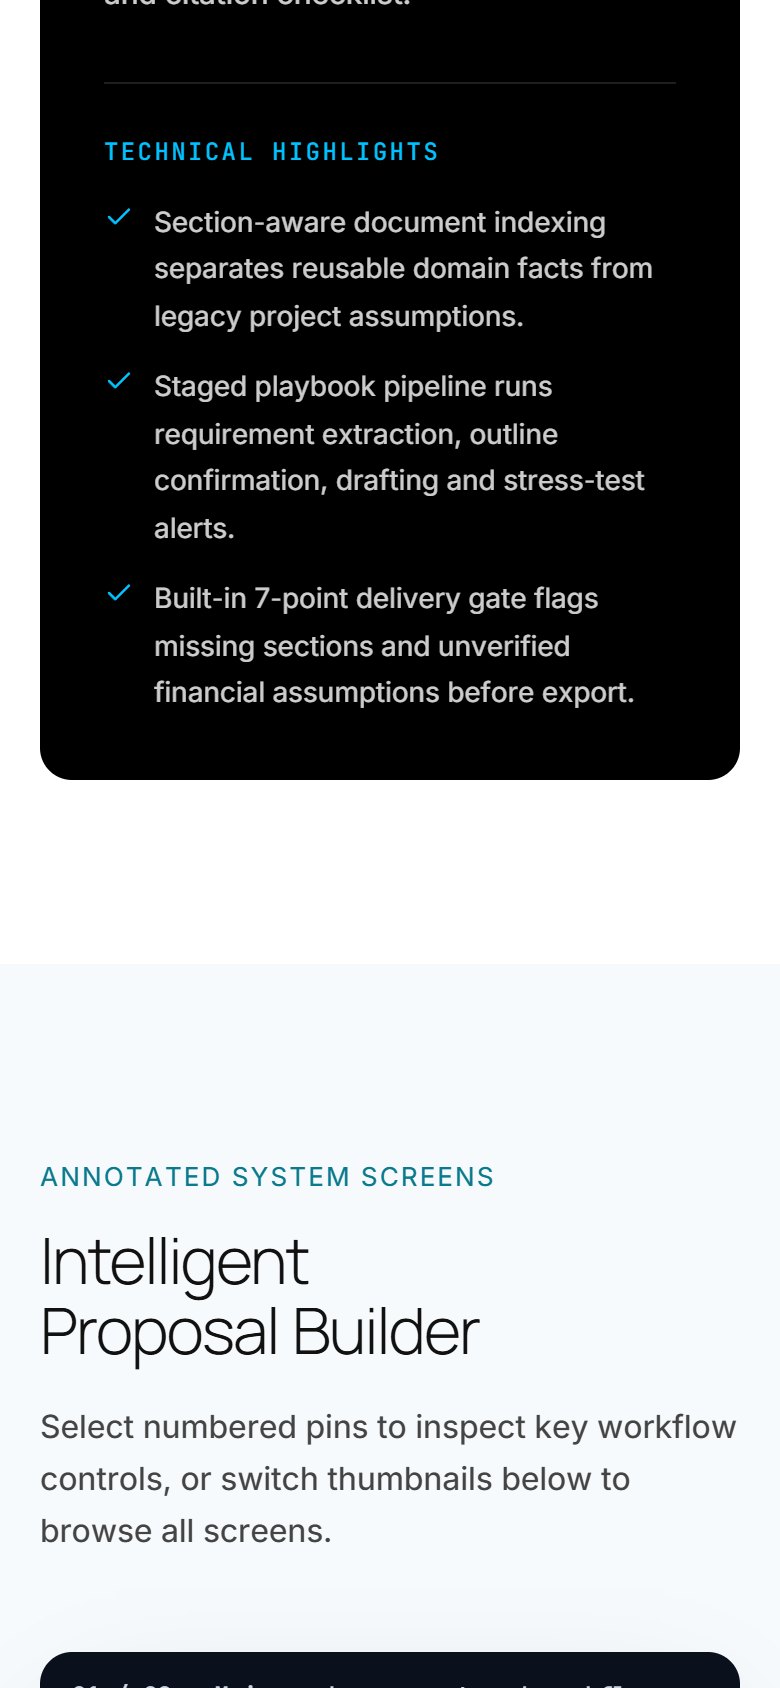 and citation checklist.
TECHNICAL HIGHLIGHTS
Section-aware document indexing
separates reusable domain facts from
legacy project assumptions.
Staged playbook pipeline runs
requirement extraction, outline
confirmation, drafting and stress-test
alerts.
Built-in 7-point delivery gate flags
missing sections and unverified
financial assumptions before export.
ANNOTATED SYSTEM SCREENS
Intelligent
Proposal Builder
Select numbered pins to inspect key workflow
controls, or switch thumbnails below to
browse all screens.